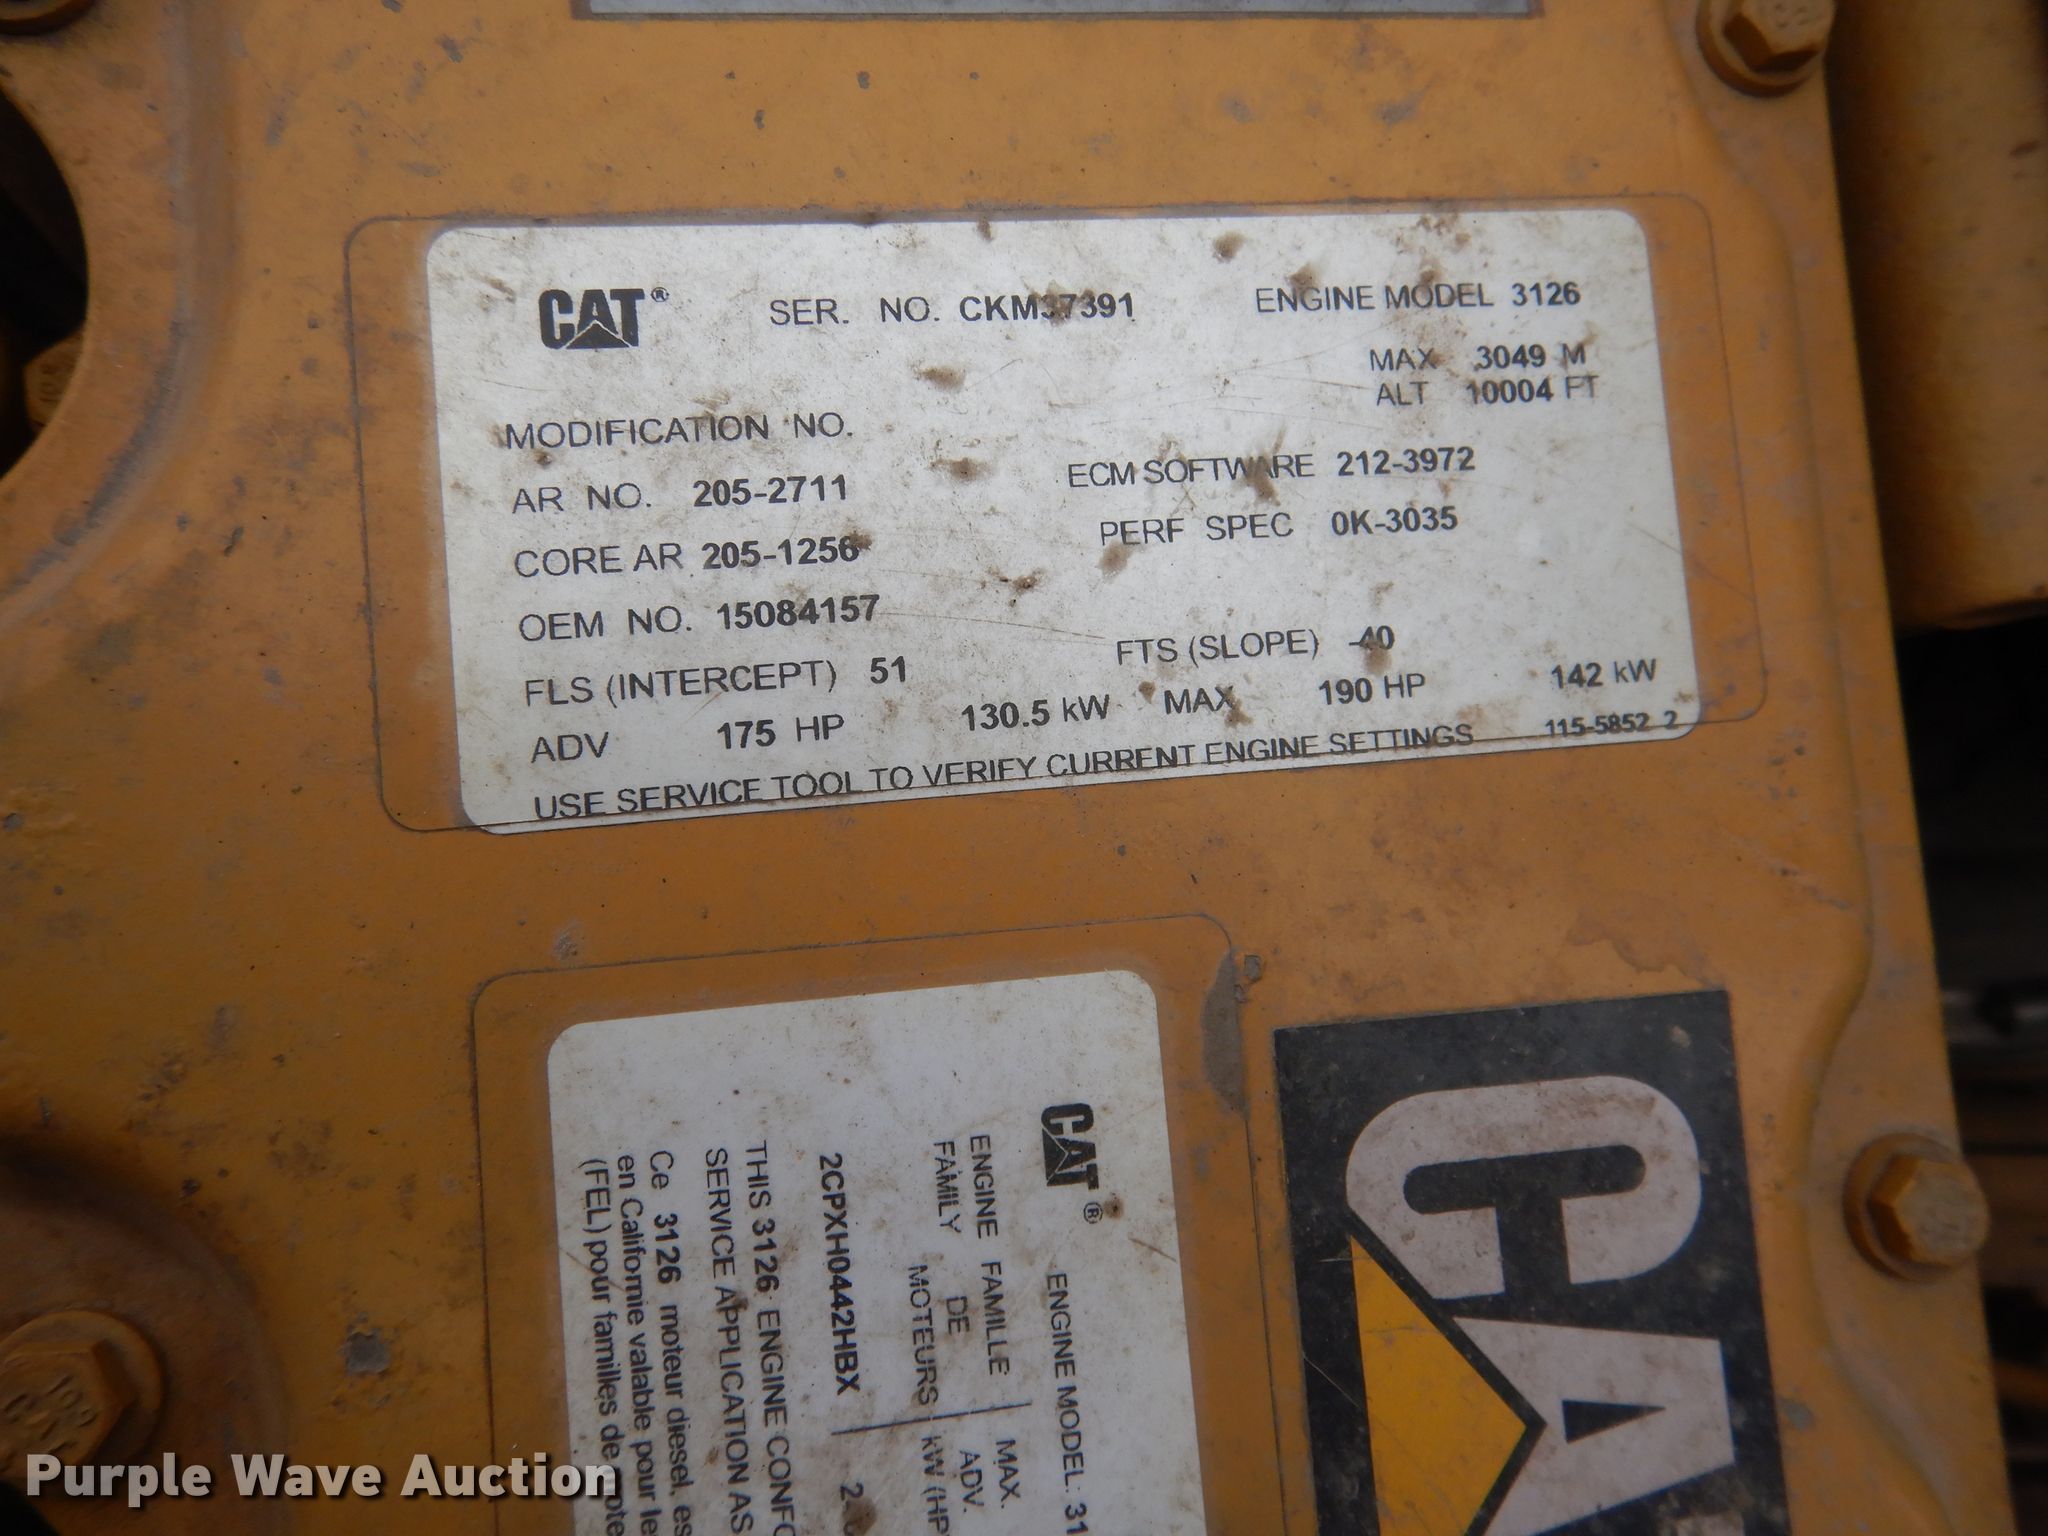 CAT® SER. NO. CKM37391 ENGINE MODEL 3126
MAX 3049 M
ALT 10004 FT
MODIFICATION NO.
AR NO. 205-2711 ECM SOFTWARE 212-3972
CORE AR 205-1256 PERF SPEC 0K-3035
OEM NO. 15084157
FLS (INTERCEPT) 51 FTS (SLOPE) -40
ADV 175 HP 130.5 kW MAX 190 HP 142 kW
USE SERVICE TOOL TO VERIFY CURRENT ENGINE SETTINGS 115-5852 2
CAT® ENGINE MODEL: 31
ENGINE FAMILLE MAX.
FAMILY DE ADV.
MOTEURS kW (HP
2CPXH0442HBX
THIS 3126 ENGINE CONF
SERVICE APPLICATION AS
Ce 3126 moteur diesel, es
en Californie valable pour le
(FEL) pour familles de mote
CA
Purple Wave Auction